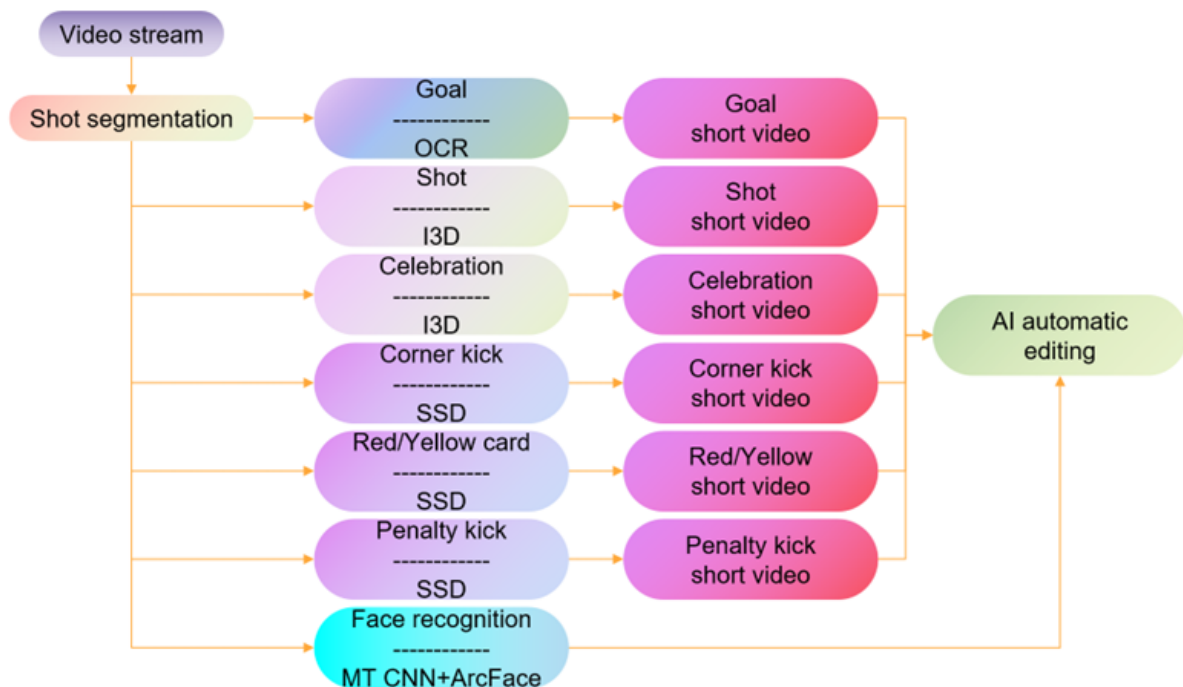 Video stream
Shot segmentation
Goal
------------
OCR
Goal
short video
Shot
------------
I3D
Shot
short video
Celebration
------------
I3D
Celebration
short video
AI automatic
editing
Corner kick
------------
SSD
Corner kick
short video
Red/Yellow card
------------
SSD
Red/Yellow
short video
Penalty kick
------------
SSD
Penalty kick
short video
Face recognition
------------
MT CNN+ArcFace